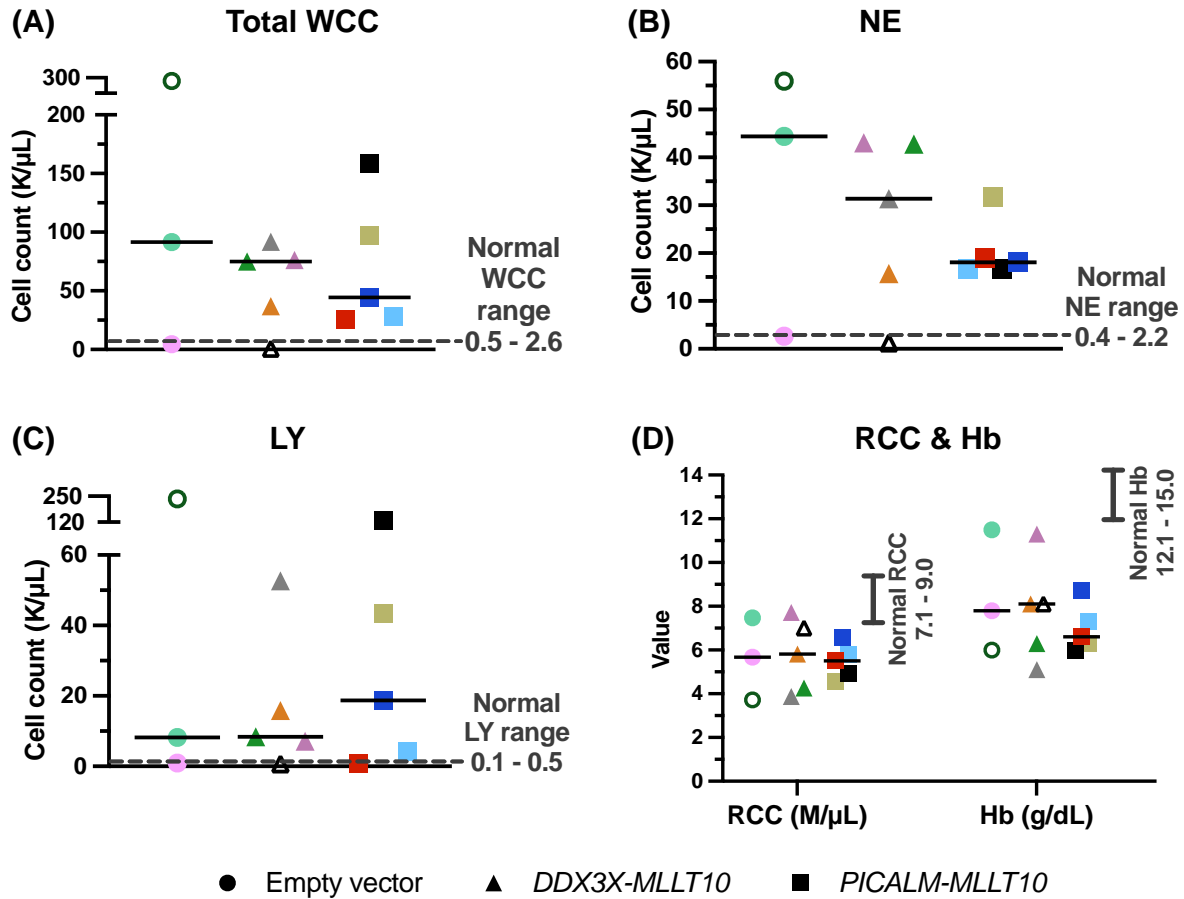 (A) Total WCC
Cell count (K/µL)
300
200
150
100
50
0
Normal
WCC
range
0.5 - 2.6
(B) NE
Cell count (K/µL)
60
50
40
30
20
10
0
Normal
NE range
0.4 - 2.2
(C) LY
Cell count (K/µL)
250
120
60
40
20
0
Normal
LY range
0.1 - 0.5
(D) RCC & Hb
Value
14
12
10
8
6
4
2
0
Normal RCC
7.1 - 9.0
Normal Hb
12.1 - 15.0
RCC (M/µL) Hb (g/dL)
Empty vector DDX3X-MLLT10 PICALM-MLLT10